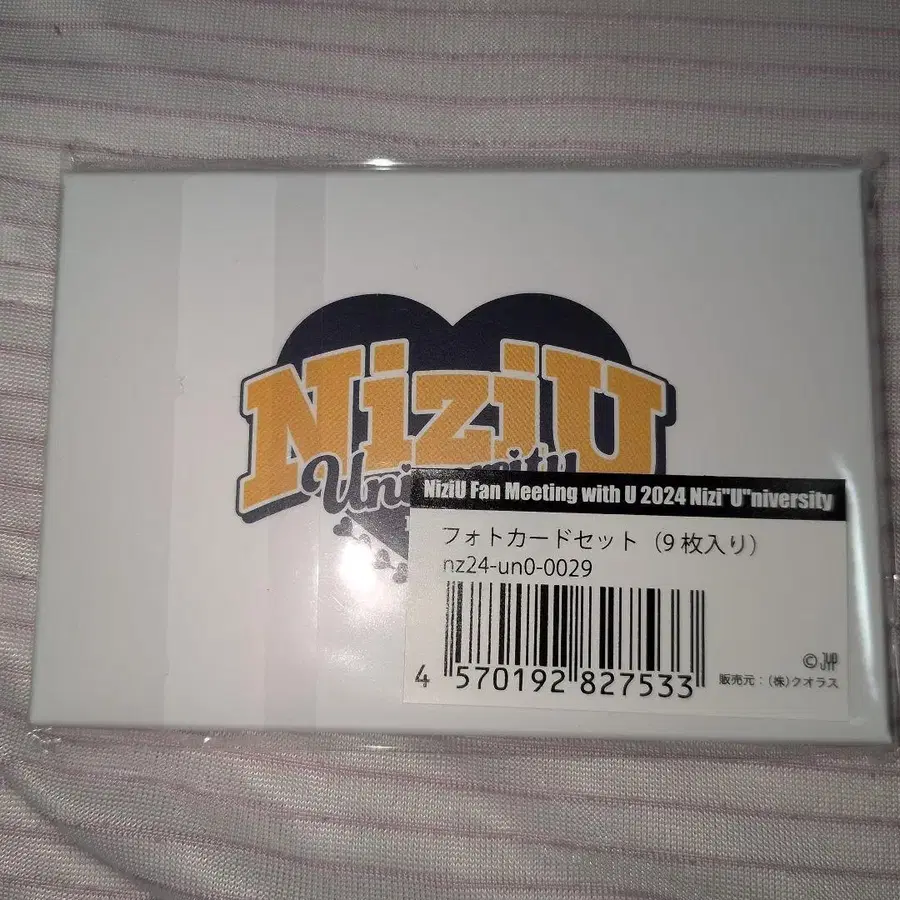 NiziU
University
NiziU Fan Meeting with U 2024 Nizi"U"niversity
フォトカードセット（9枚入り）
nz24-un0-0029
4 570192 827533
© JYP
販売元：（株）クオラス